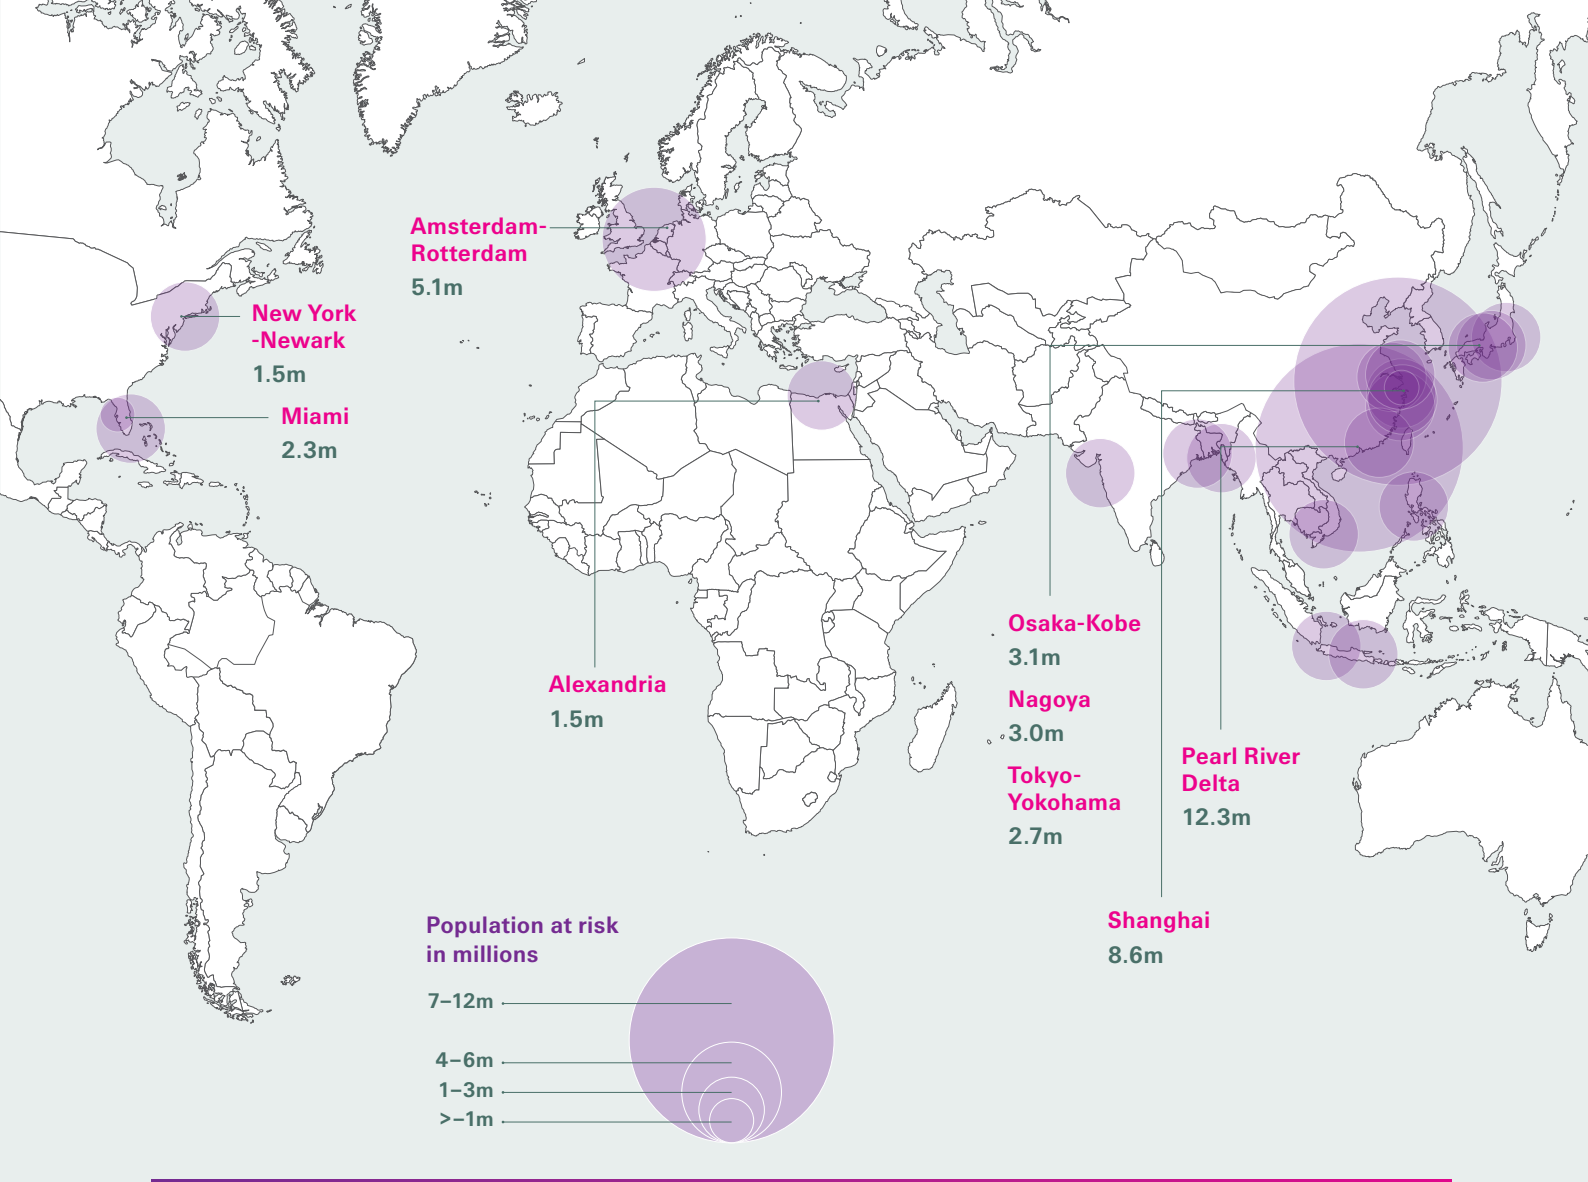 Amsterdam-
Rotterdam
5.1m
New York
-Newark
1.5m
Miami
2.3m
Alexandria
1.5m
Osaka-Kobe
3.1m
Nagoya
3.0m
Tokyo-
Yokohama
2.7m
Pearl River
Delta
12.3m
Shanghai
8.6m
Population at risk
in millions
7–12m
4–6m
1–3m
>–1m